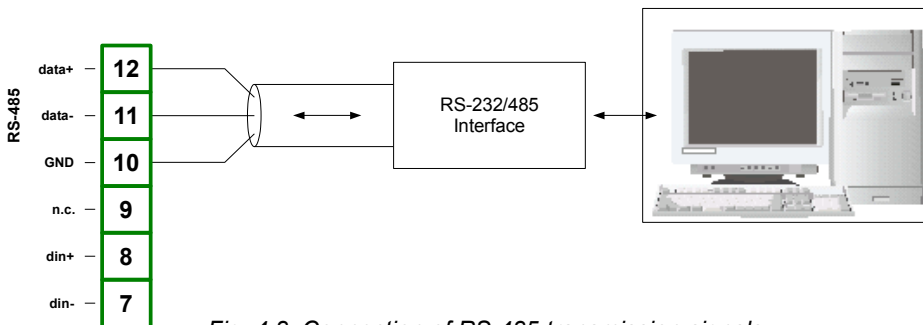 RS-485
data+ – 12
data- – 11
GND – 10
n.c. – 9
din+ – 8
din- – 7
RS-232/485
Interface